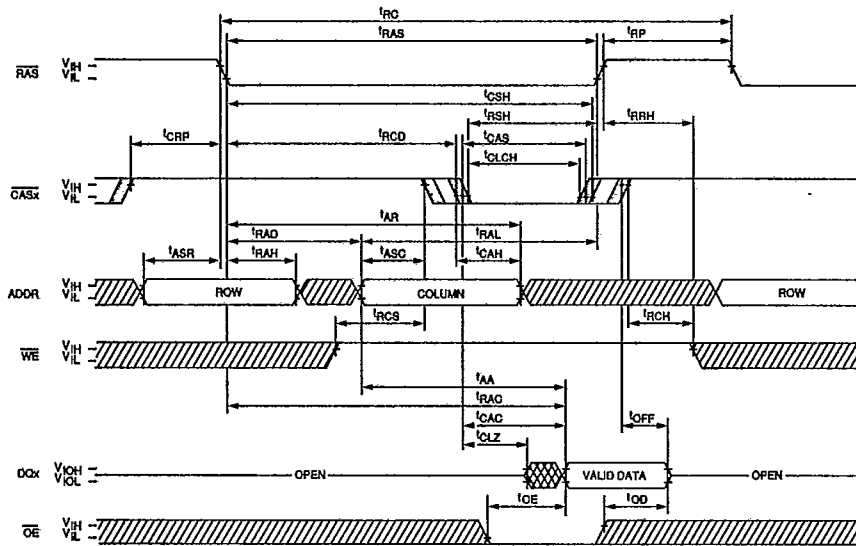 tRC
tRAS
tRP
RAS VIH
VIL
tCSH
tRSH
tRRH
tCRP
tRCD
tCAS
tCLCH
CASx VIH
VIL
tAR
tRAD
tRAL
tASR
tRAH
tASC
tCAH
ADDR VIH
VIL
ROW
COLUMN
ROW
tRCS
tRCH
WE VIH
VIL
tAA
tRAC
tCAC
tOFF
tCLZ
DQx VIOH
VIOL
OPEN
VALID DATA
OPEN
tOE
tOD
OE VIH
VIL